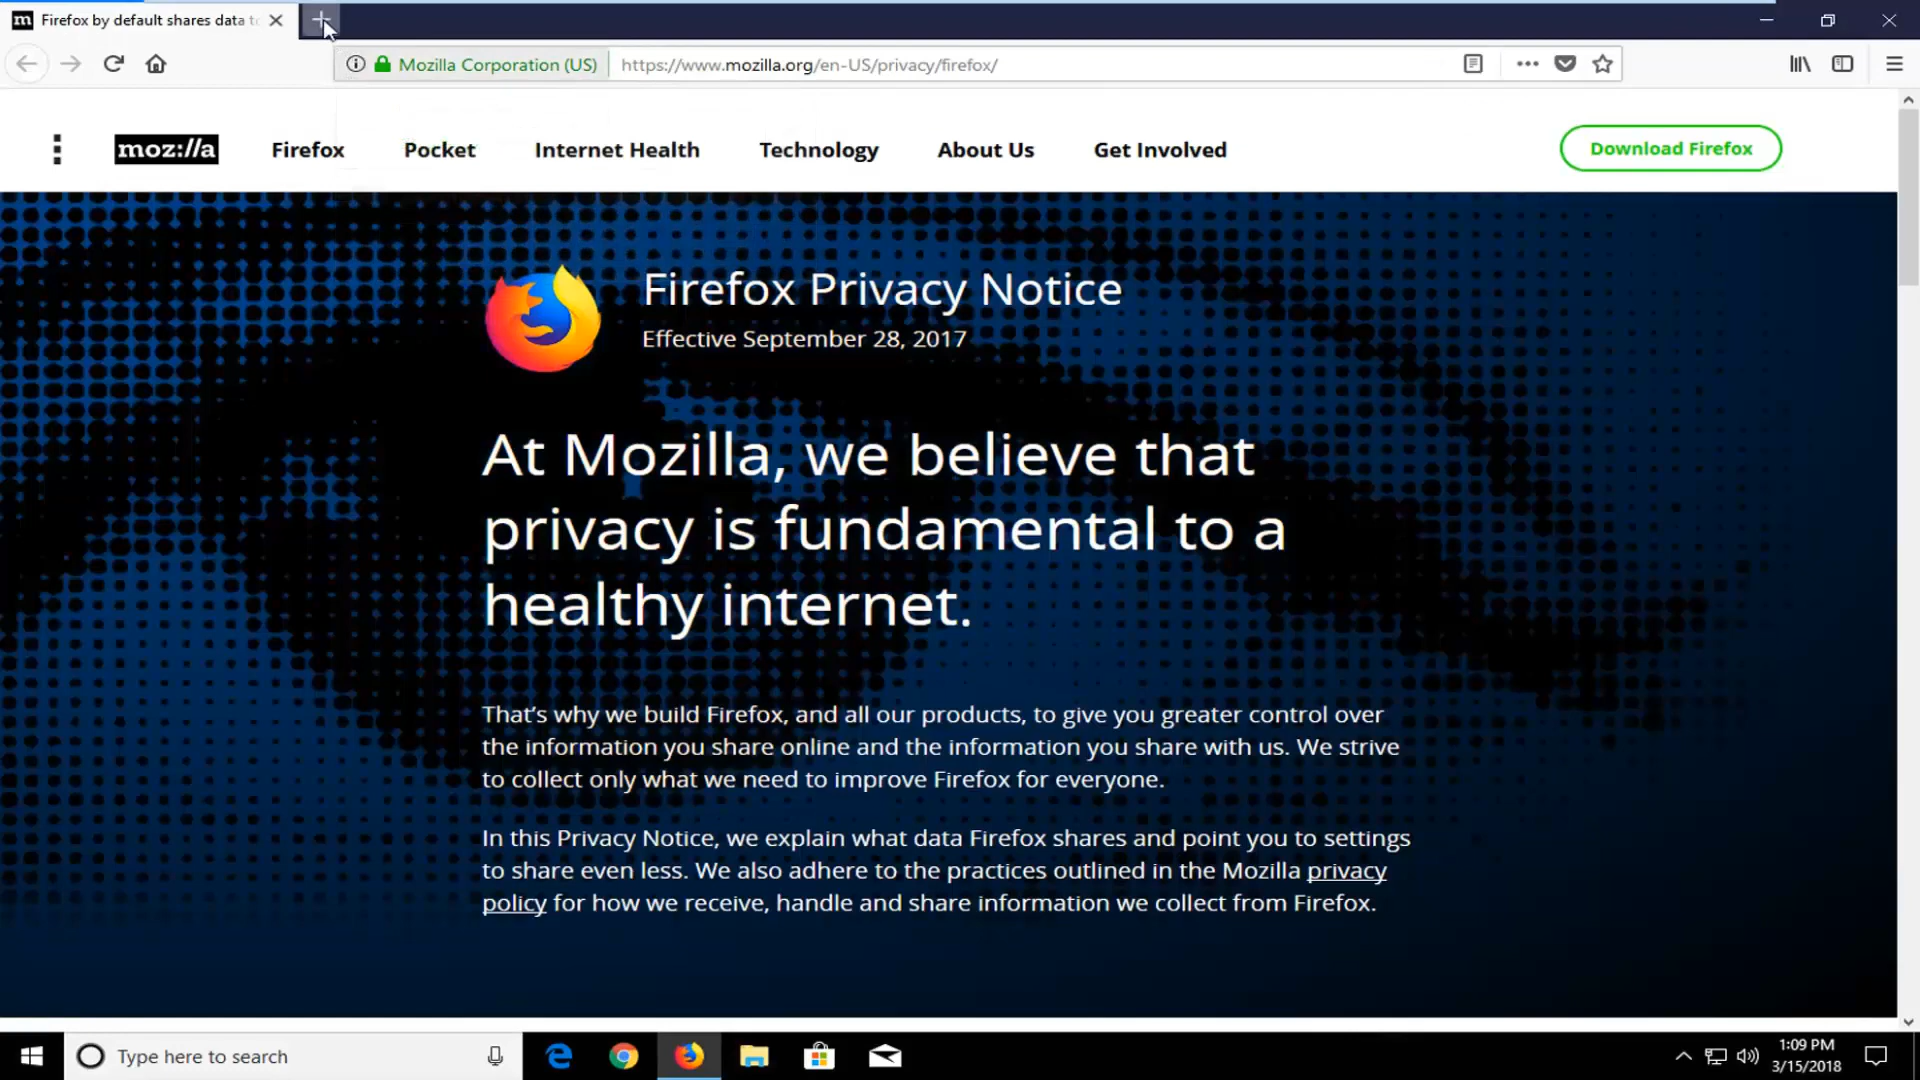 m Firefox by default shares data to
Mozilla Corporation (US) https://www.mozilla.org/en-US/privacy/firefox/
moz://a Firefox Pocket Internet Health Technology About Us Get Involved Download Firefox
Firefox Privacy Notice
Effective September 28, 2017
At Mozilla, we believe that
privacy is fundamental to a
healthy internet.
That’s why we build Firefox, and all our products, to give you greater control over
the information you share online and the information you share with us. We strive
to collect only what we need to improve Firefox for everyone.
In this Privacy Notice, we explain what data Firefox shares and point you to settings
to share even less. We also adhere to the practices outlined in the Mozilla privacy
policy for how we receive, handle and share information we collect from Firefox.
Type here to search
1:09 PM
3/15/2018